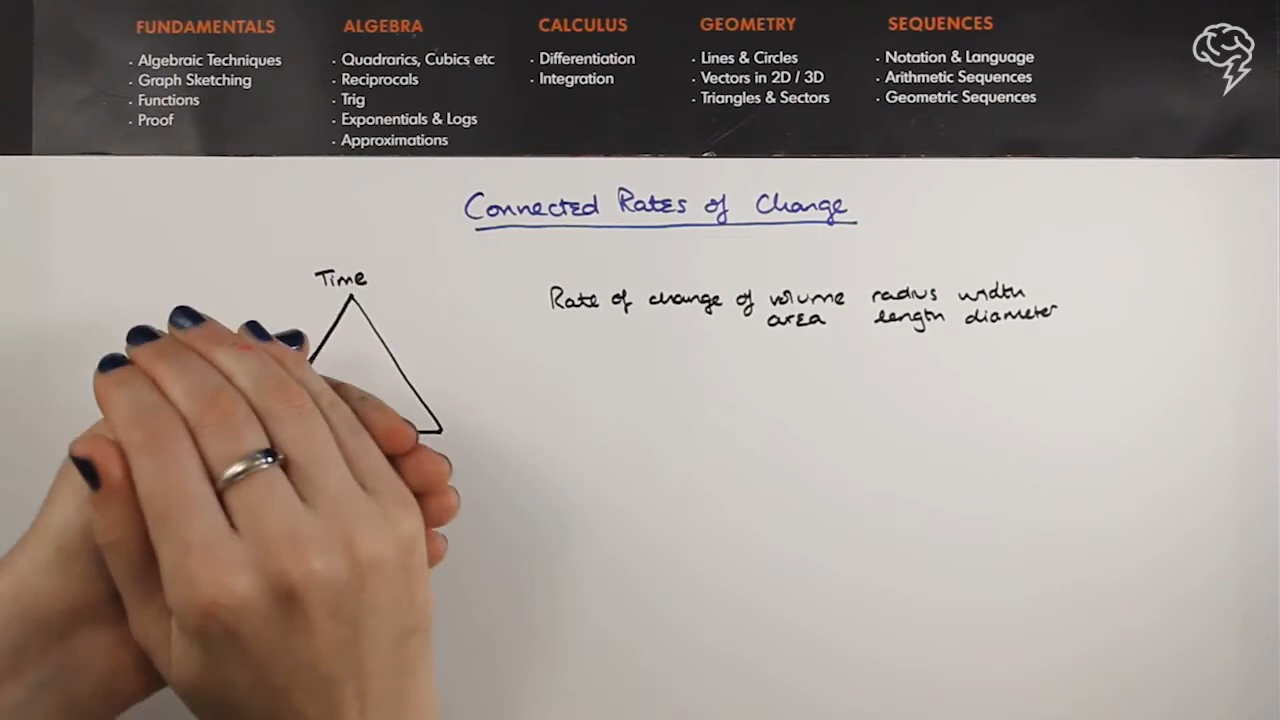 FUNDAMENTALS
· Algebraic Techniques
· Graph Sketching
· Functions
· Proof
ALGEBRA
· Quadrarics, Cubics etc
· Reciprocals
· Trig
· Exponentials & Logs
· Approximations
CALCULUS
· Differentiation
· Integration
GEOMETRY
· Lines & Circles
· Vectors in 2D / 3D
· Triangles & Sectors
SEQUENCES
· Notation & Language
· Arithmetic Sequences
· Geometric Sequences
Connected Rates of Change
Time
Rate of change of volume radius width
area length diameter